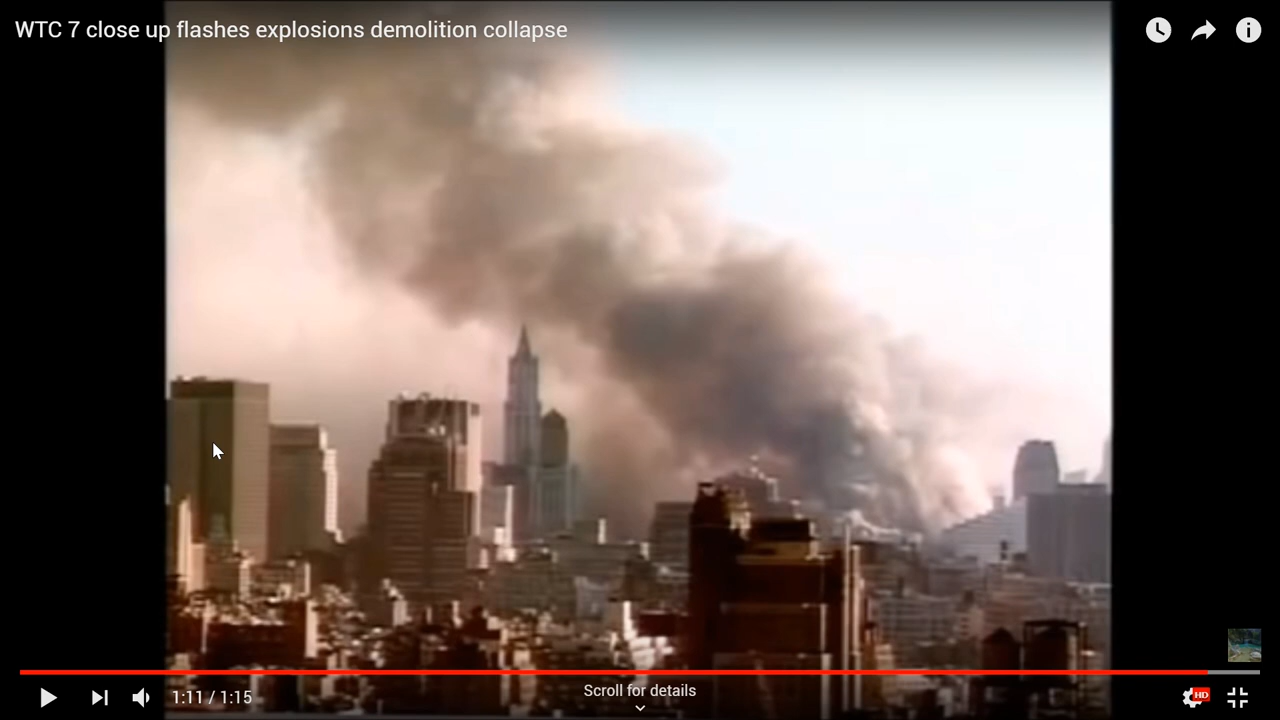 WTC 7 close up flashes explosions demolition collapse
Scroll for details
1:11 / 1:15
HD